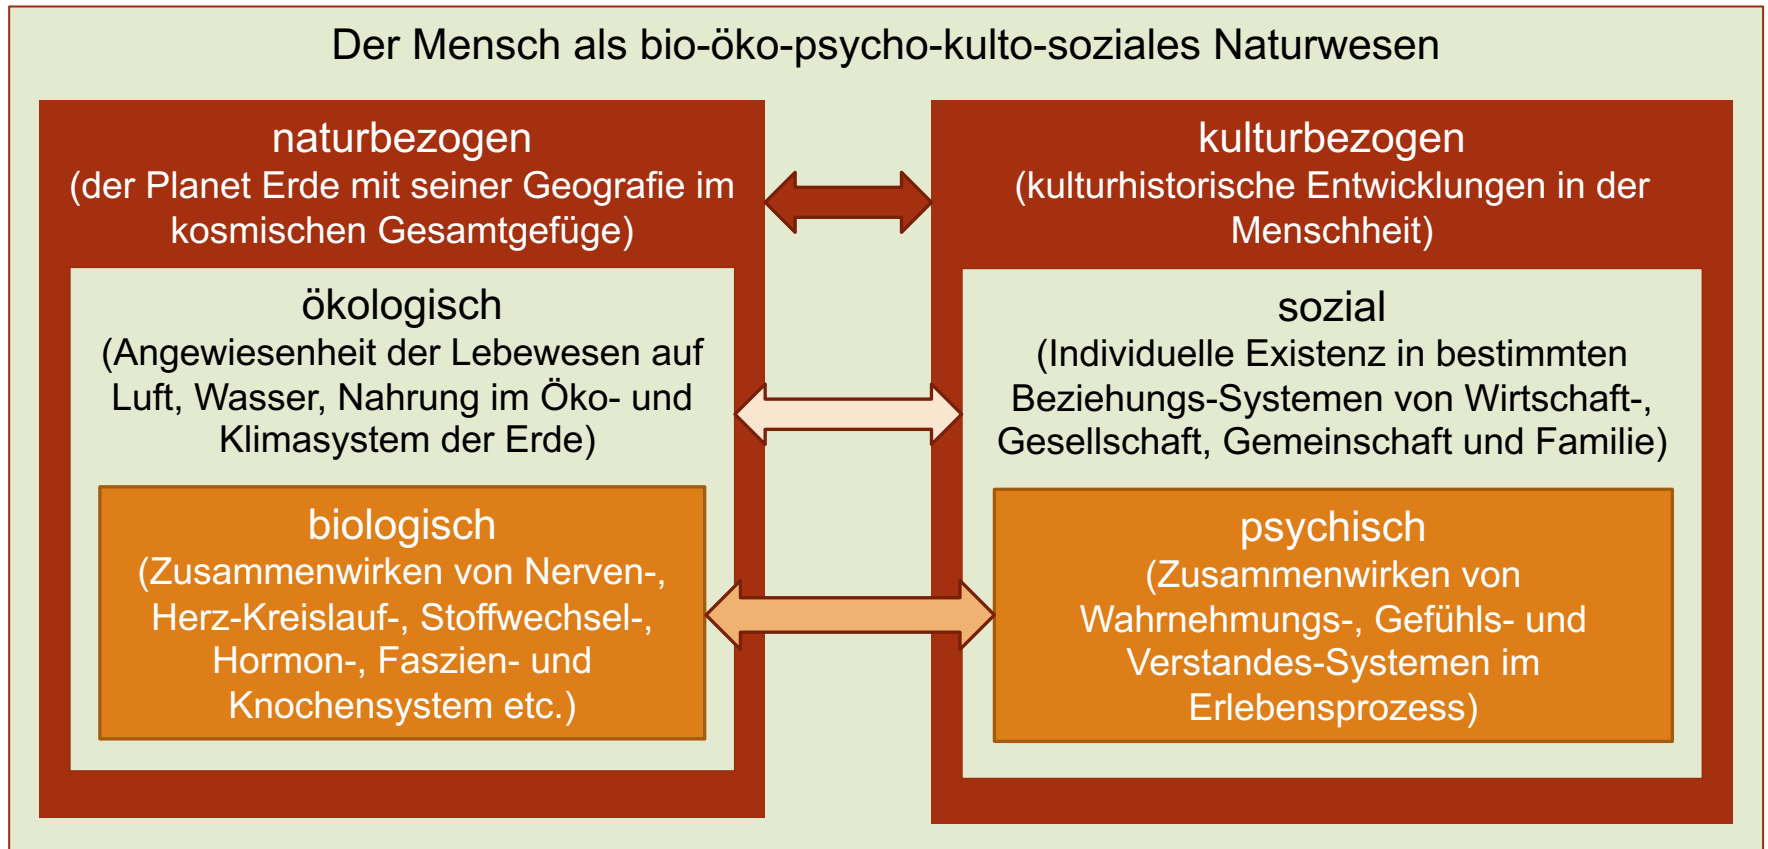 Der Mensch als bio-öko-psycho-kulto-soziales Naturwesen
naturbezogen
(der Planet Erde mit seiner Geografie im
kosmischen Gesamtgefüge)
ökologisch
(Angewiesenheit der Lebewesen auf
Luft, Wasser, Nahrung im Öko- und
Klimasystem der Erde)
biologisch
(Zusammenwirken von Nerven-,
Herz-Kreislauf-, Stoffwechsel-,
Hormon-, Faszien- und
Knochensystem etc.)
kulturbezogen
(kulturhistorische Entwicklungen in der
Menschheit)
sozial
(Individuelle Existenz in bestimmten
Beziehungs-Systemen von Wirtschaft-,
Gesellschaft, Gemeinschaft und Familie)
psychisch
(Zusammenwirken von
Wahrnehmungs-, Gefühls- und
Verstandes-Systemen im
Erlebensprozess)